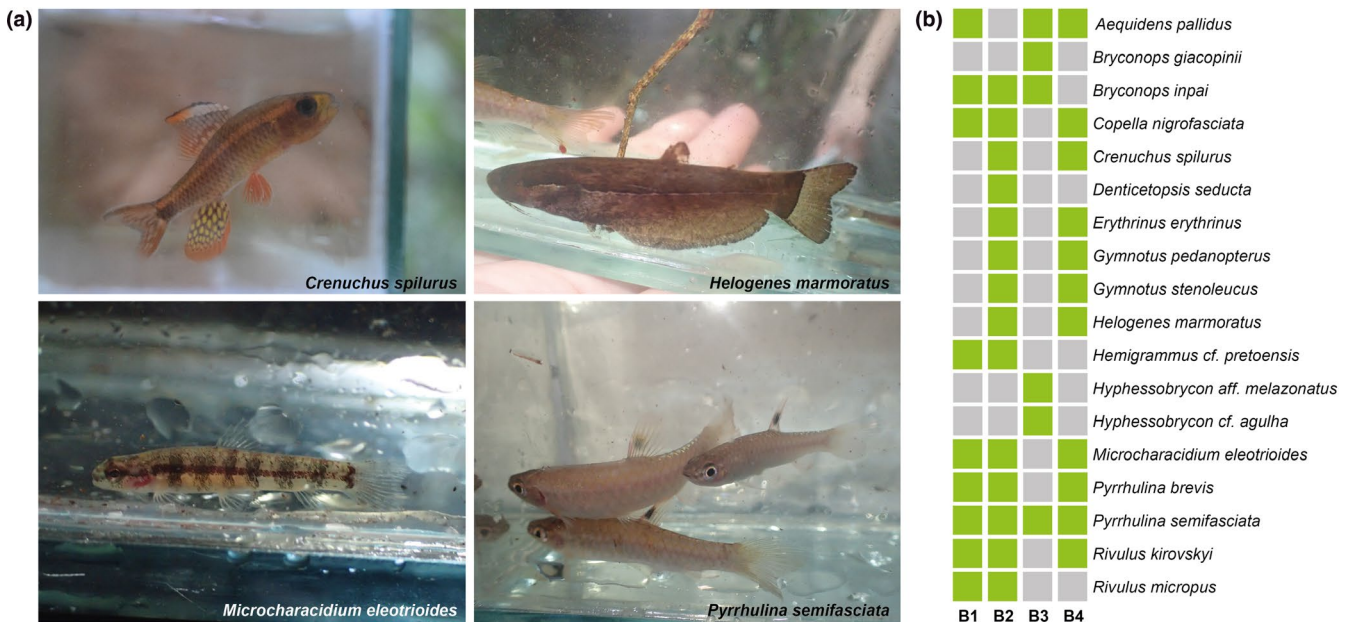 (a)
Crenuchus spilurus
Helogenes marmoratus
Microcharacidium eleotrioides
Pyrrhulina semifasciata
(b)
Aequidens pallidus
Bryconops giacopinii
Bryconops inpai
Copella nigrofasciata
Crenuchus spilurus
Denticetopsis seducta
Erythrinus erythrinus
Gymnotus pedanopterus
Gymnotus stenoleucus
Helogenes marmoratus
Hemigrammus cf. pretoensis
Hyphessobrycon aff. melazonatus
Hyphessobrycon cf. agulha
Microcharacidium eleotrioides
Pyrrhulina brevis
Pyrrhulina semifasciata
Rivulus kirovskyi
Rivulus micropus
B1 B2 B3 B4